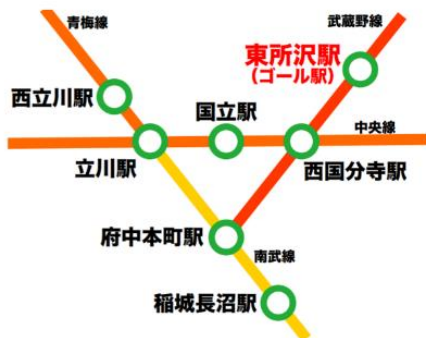 青梅線
武蔵野線
東所沢駅
(ゴール駅)
西立川駅
国立駅
中央線
立川駅
西国分寺駅
府中本町駅
南武線
稲城長沼駅